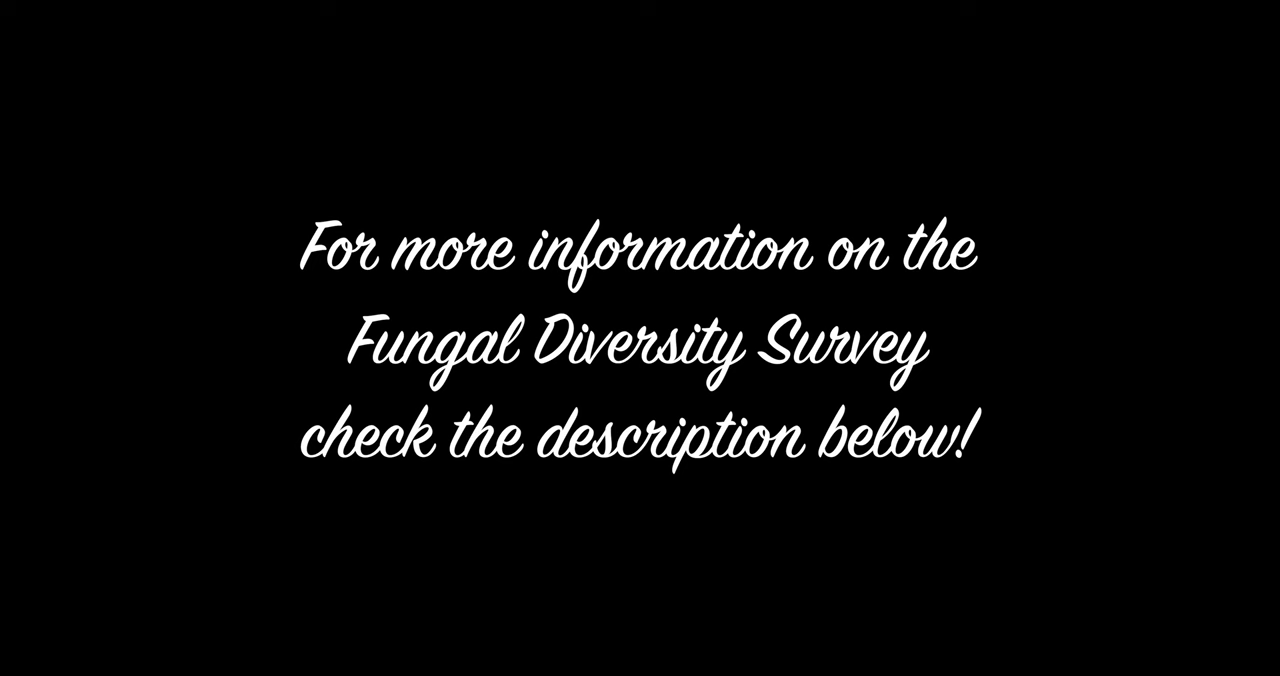 For more information on the
Fungal Diversity Survey
check the description below!